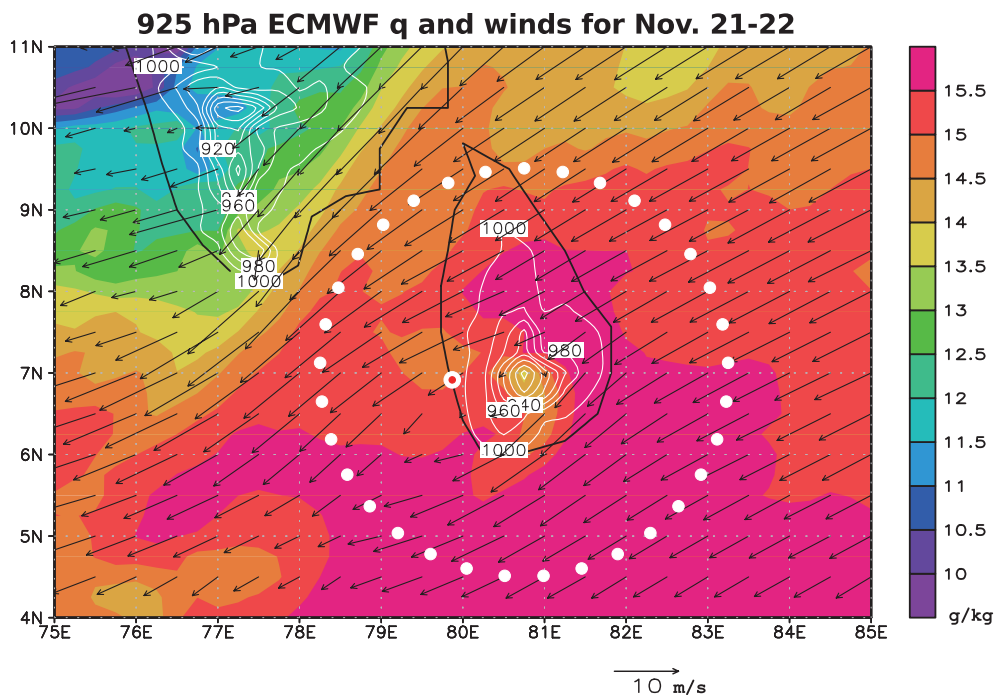 925 hPa ECMWF q and winds for Nov. 21-22
11N
10N
9N
8N
7N
6N
5N
4N
75E 76E 77E 78E 79E 80E 81E 82E 83E 84E 85E
1000
920
960
980
1000
1000
980
960
1000
15.5
15
14.5
14
13.5
13
12.5
12
11.5
11
10.5
10
g/kg
10 m/s